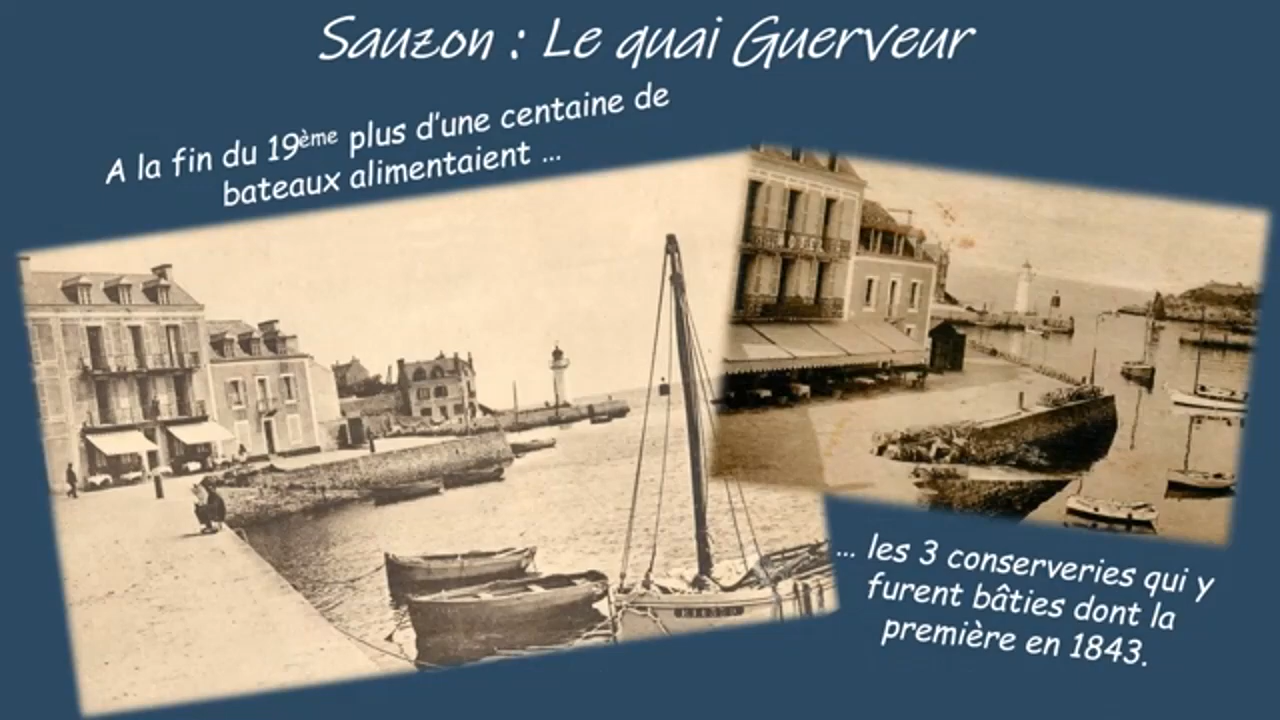 Sauzon : Le quai Guerveur
A la fin du 19ème plus d'une centaine de
bateaux alimentaient ...
... les 3 conserveries qui y
furent bâties dont la
première en 1843.